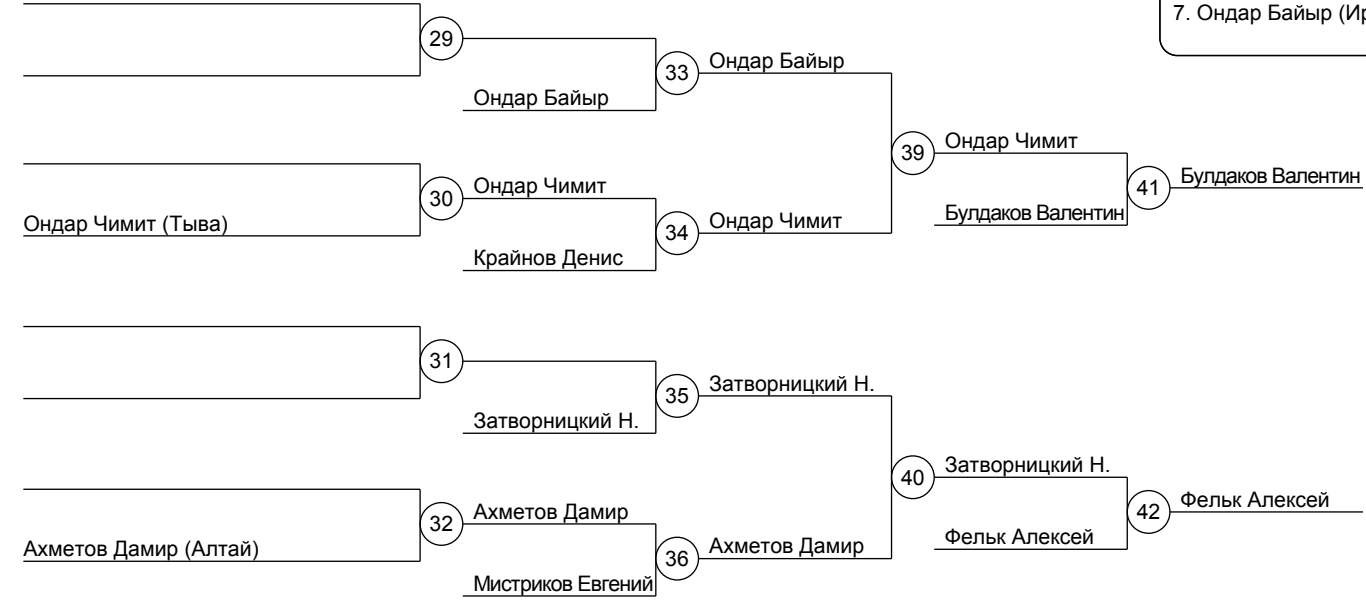 7. Ондар Байыр (Ир
29
Ондар Байыр
33
Ондар Байыр
39
Ондар Чимит
41
Булдаков Валентин
Булдаков Валентин
30
Ондар Чимит
Ондар Чимит (Тыва)
34
Ондар Чимит
Крайнов Денис
31
35
Затворницкий Н.
Затворницкий Н.
40
Затворницкий Н.
42
Фельк Алексей
Фельк Алексей
32
Ахметов Дамир
Ахметов Дамир (Алтай)
36
Ахметов Дамир
Мистриков Евгений